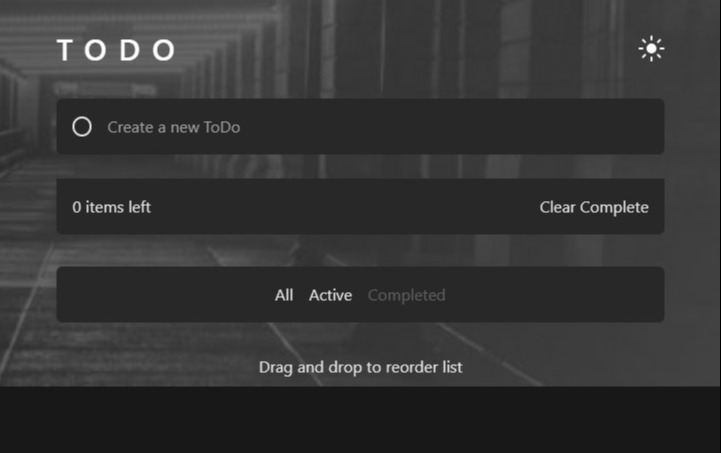 TODO
Create a new ToDo
0 items left Clear Complete
All Active Completed
Drag and drop to reorder list